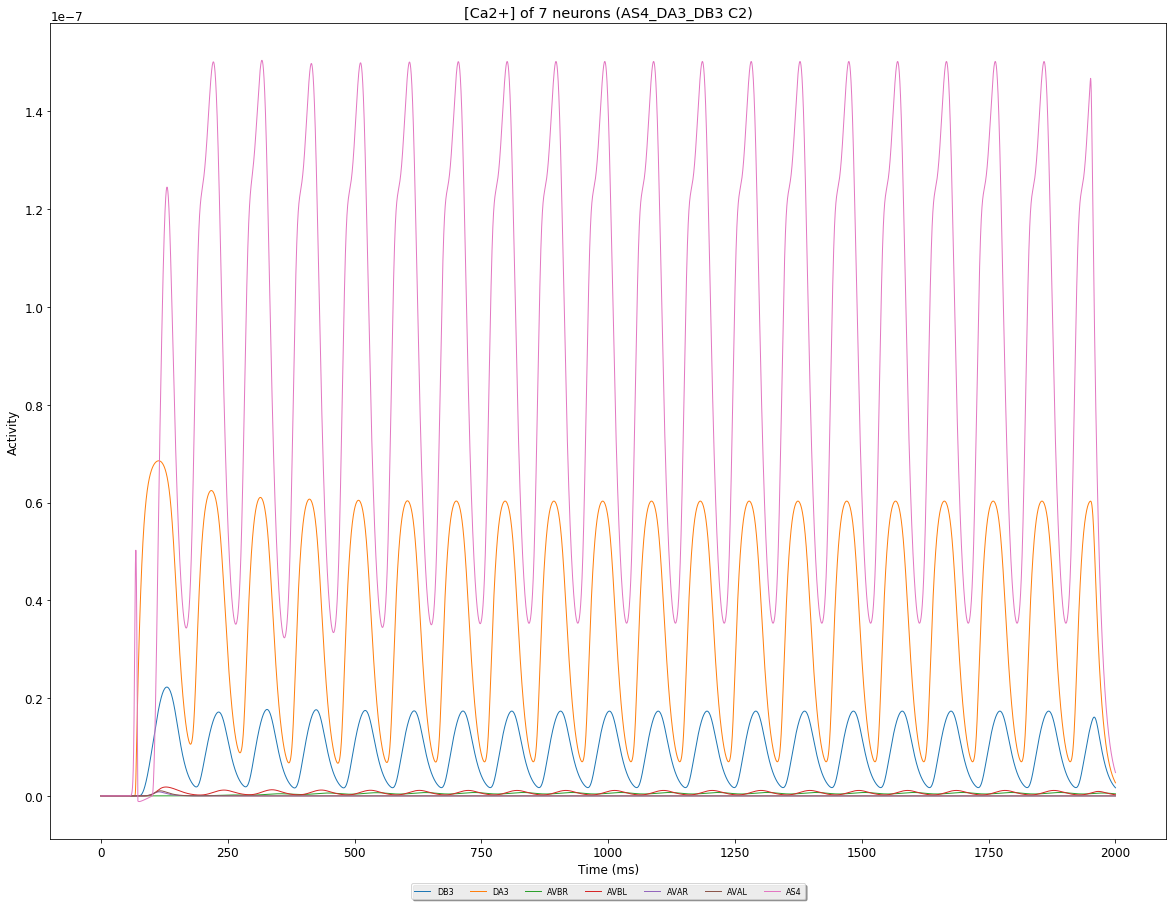 [Ca2+] of 7 neurons (AS4_DA3_DB3 C2)
1e−7
1.4
1.2
1.0
0.8
0.6
0.4
0.2
0.0
Activity
0 250 500 750 1000 1250 1500 1750 2000
Time (ms)
DB3 DA3 AVBR AVBL AVAR AVAL AS4